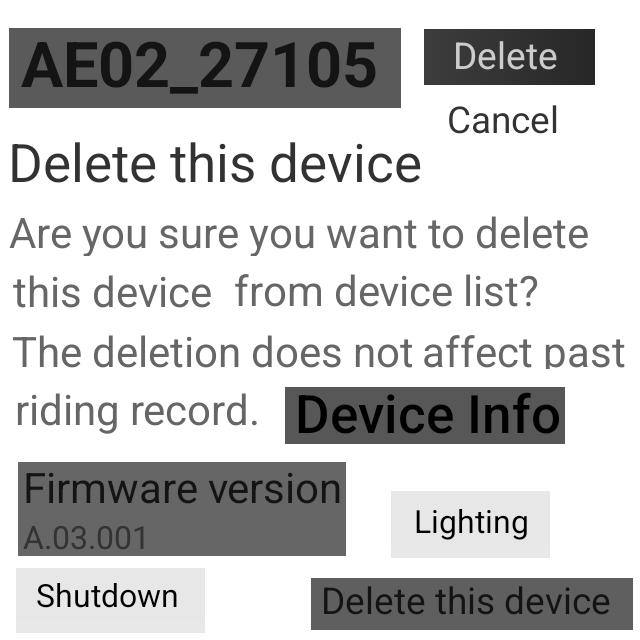 AE02_27105
Delete
Cancel
Delete this device
Are you sure you want to delete
this device from device list?
The deletion does not affect past
riding record.
Device Info
Firmware version
A.03.001
Lighting
Shutdown
Delete this device